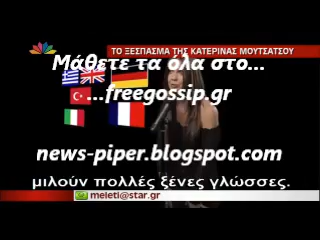 ΤΟ ΞΕΣΠΑΣΜΑ ΤΗΣ ΚΑΤΕΡΙΝΑΣ ΜΟΥΤΣΑΤΣΟΥ
Μάθετε τα όλα στο...
...freegossip.gr
news-piper.blogspot.com
μιλούν πολλές ξένες γλώσσες.
meleti@star.gr